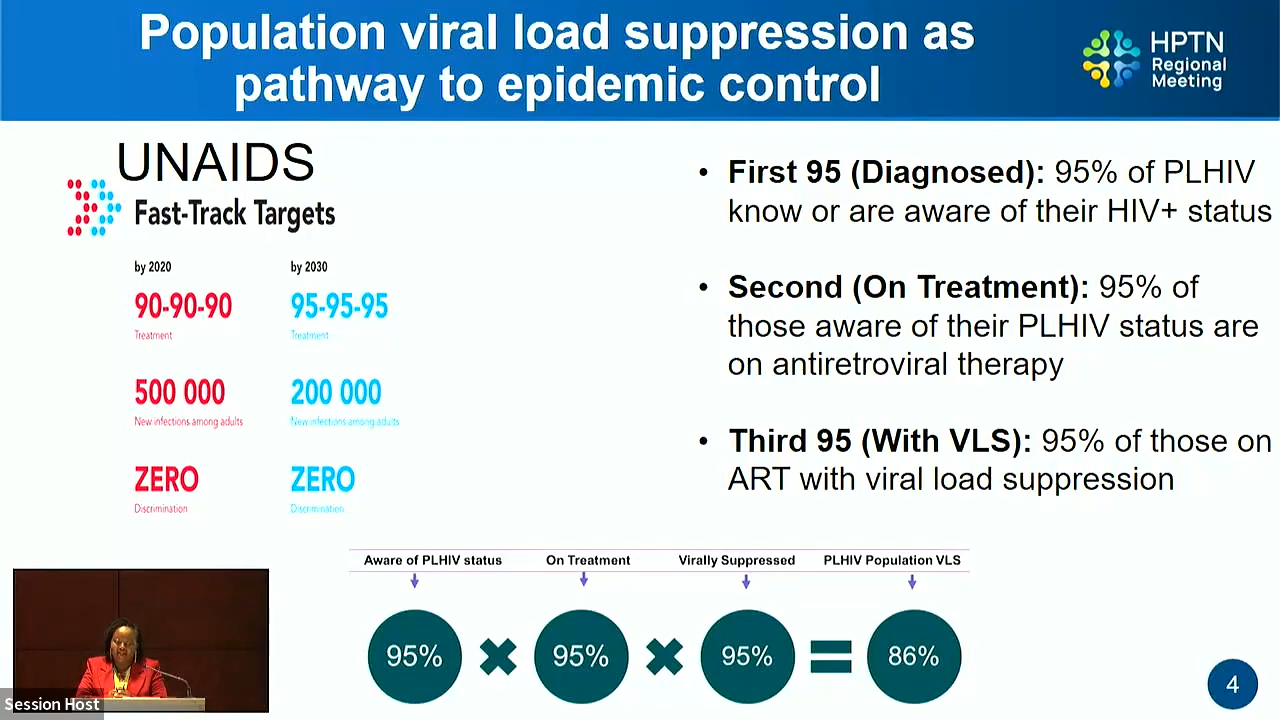 Population viral load suppression as
pathway to epidemic control
HPTN
Regional
Meeting
UNAIDS
Fast-Track Targets
by 2020
by 2030
90-90-90
95-95-95
Treatment
Treatment
500 000
200 000
New infections among adults
New infections among adults
ZERO
ZERO
Discrimination
Discrimination
• First 95 (Diagnosed): 95% of PLHIV
know or are aware of their HIV+ status
• Second (On Treatment): 95% of
those aware of their PLHIV status are
on antiretroviral therapy
• Third 95 (With VLS): 95% of those on
ART with viral load suppression
Aware of PLHIV status
On Treatment
Virally Suppressed
PLHIV Population VLS
95% ✖ 95% ✖ 95% = 86%
Session Host
4